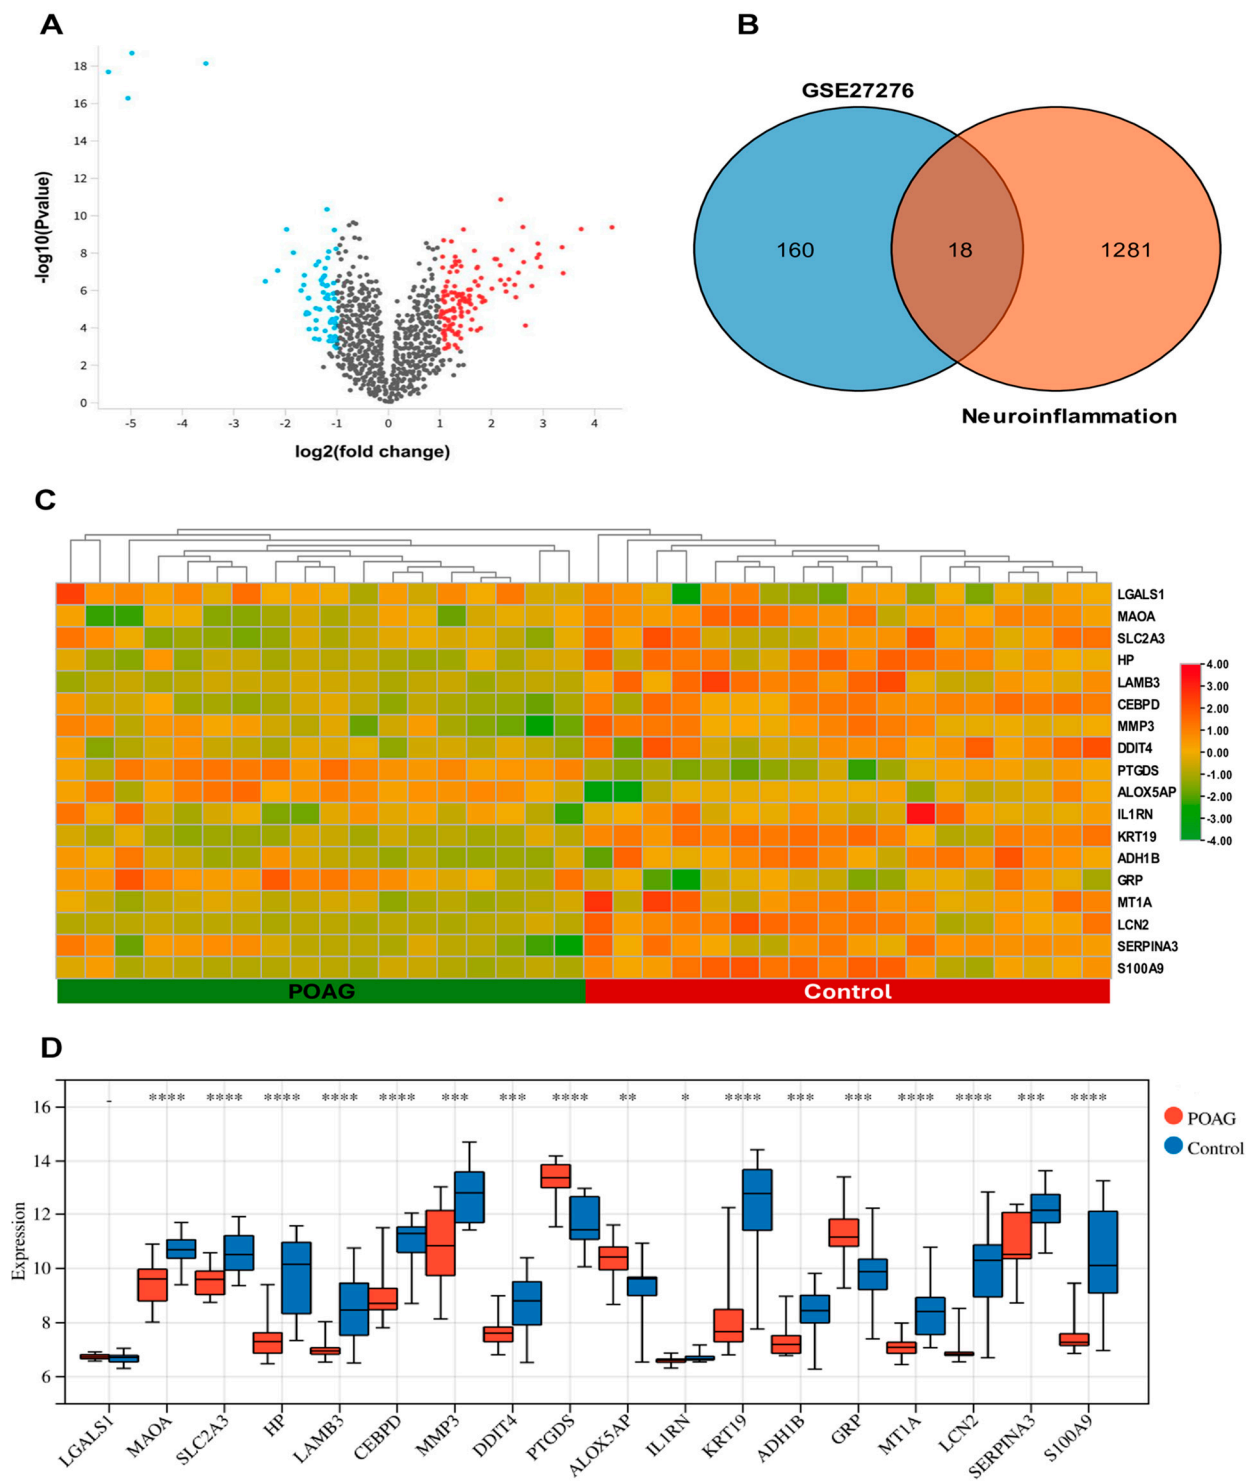 A
18
16
14
12
10
8
6
4
2
0
-log10(Pvalue)
-5
-4
-3
-2
-1
0
1
2
3
4
log2(fold change)
B
GSE27276
160
18
1281
Neuroinflammation
C
LGALS1
MAOA
SLC2A3
HP
LAMB3
CEBPD
MMP3
DDIT4
PTGDS
ALOX5AP
IL1RN
KRT19
ADH1B
GRP
MT1A
LCN2
SERPINA3
S100A9
4.00
3.00
2.00
1.00
0.00
-1.00
-2.00
-3.00
-4.00
POAG
Control
D
- **** **** **** **** **** *** *** **** ** * **** *** *** **** **** *** ****
16
14
12
10
8
6
Expression
POAG
Control
LGALS1
MAOA
SLC2A3
HP
LAMB3
CEBPD
MMP3
DDIT4
PTGDS
ALOX5AP
IL1RN
KRT19
ADH1B
GRP
MT1A
LCN2
SERPINA3
S100A9